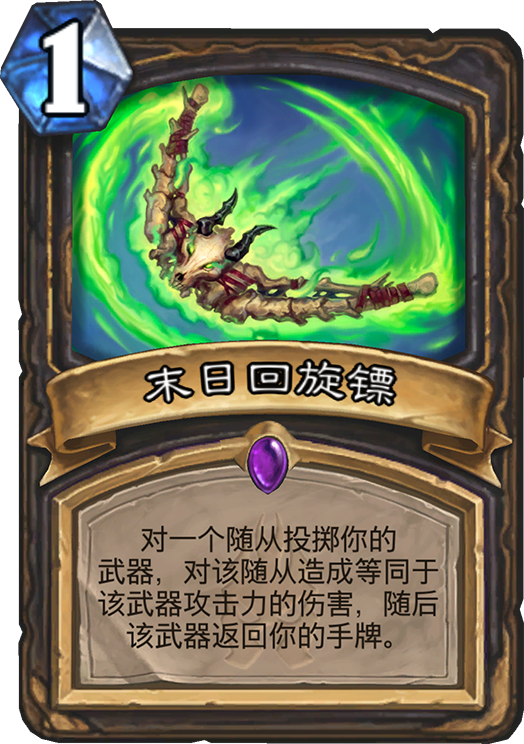 1
末日回旋镖
对一个随从投掷你的
武器，对该随从造成等同于
该武器攻击力的伤害，随后
该武器返回你的手牌。